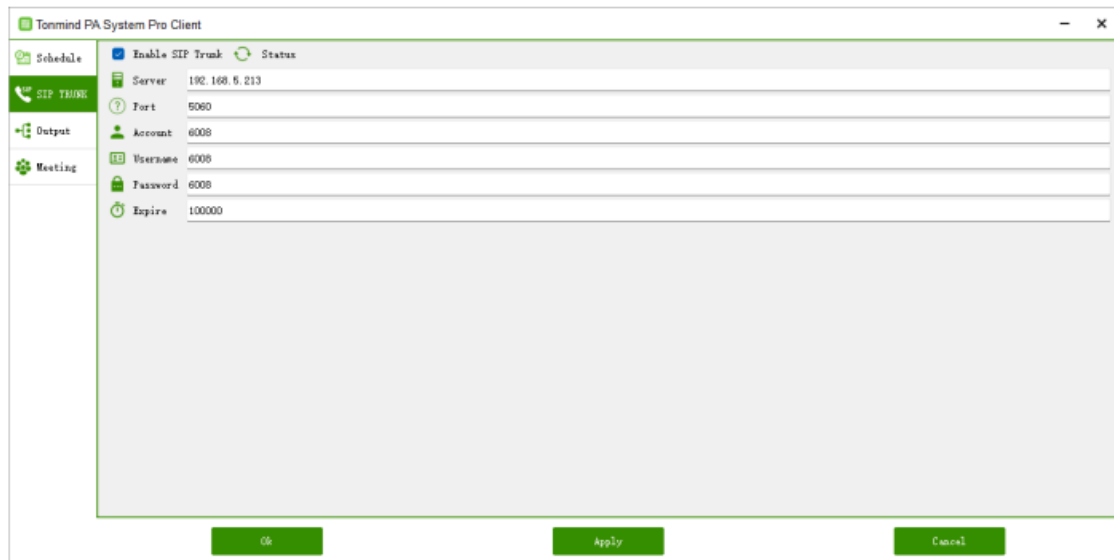 Tonmind PA System Pro Client
Schedule
SIP TRUNK
Output
Meeting
Enable SIP Trunk Status
Server 192.168.5.213
Port 5060
Account 6008
Username 6008
Password 6008
Expire 100000
Ok Apply Cancel